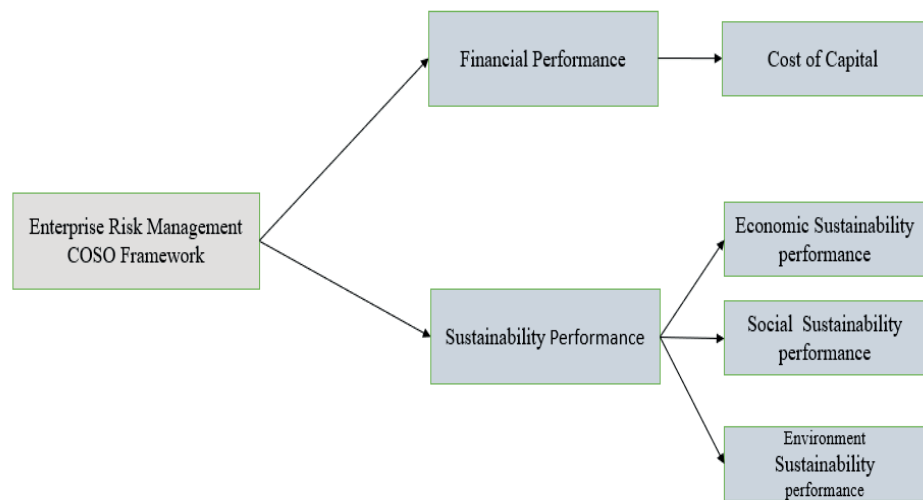 Financial Performance
Cost of Capital
Enterprise Risk Management
COSO Framework
Economic Sustainability
performance
Sustainability Performance
Social Sustainability
performance
Environment
Sustainability
performance